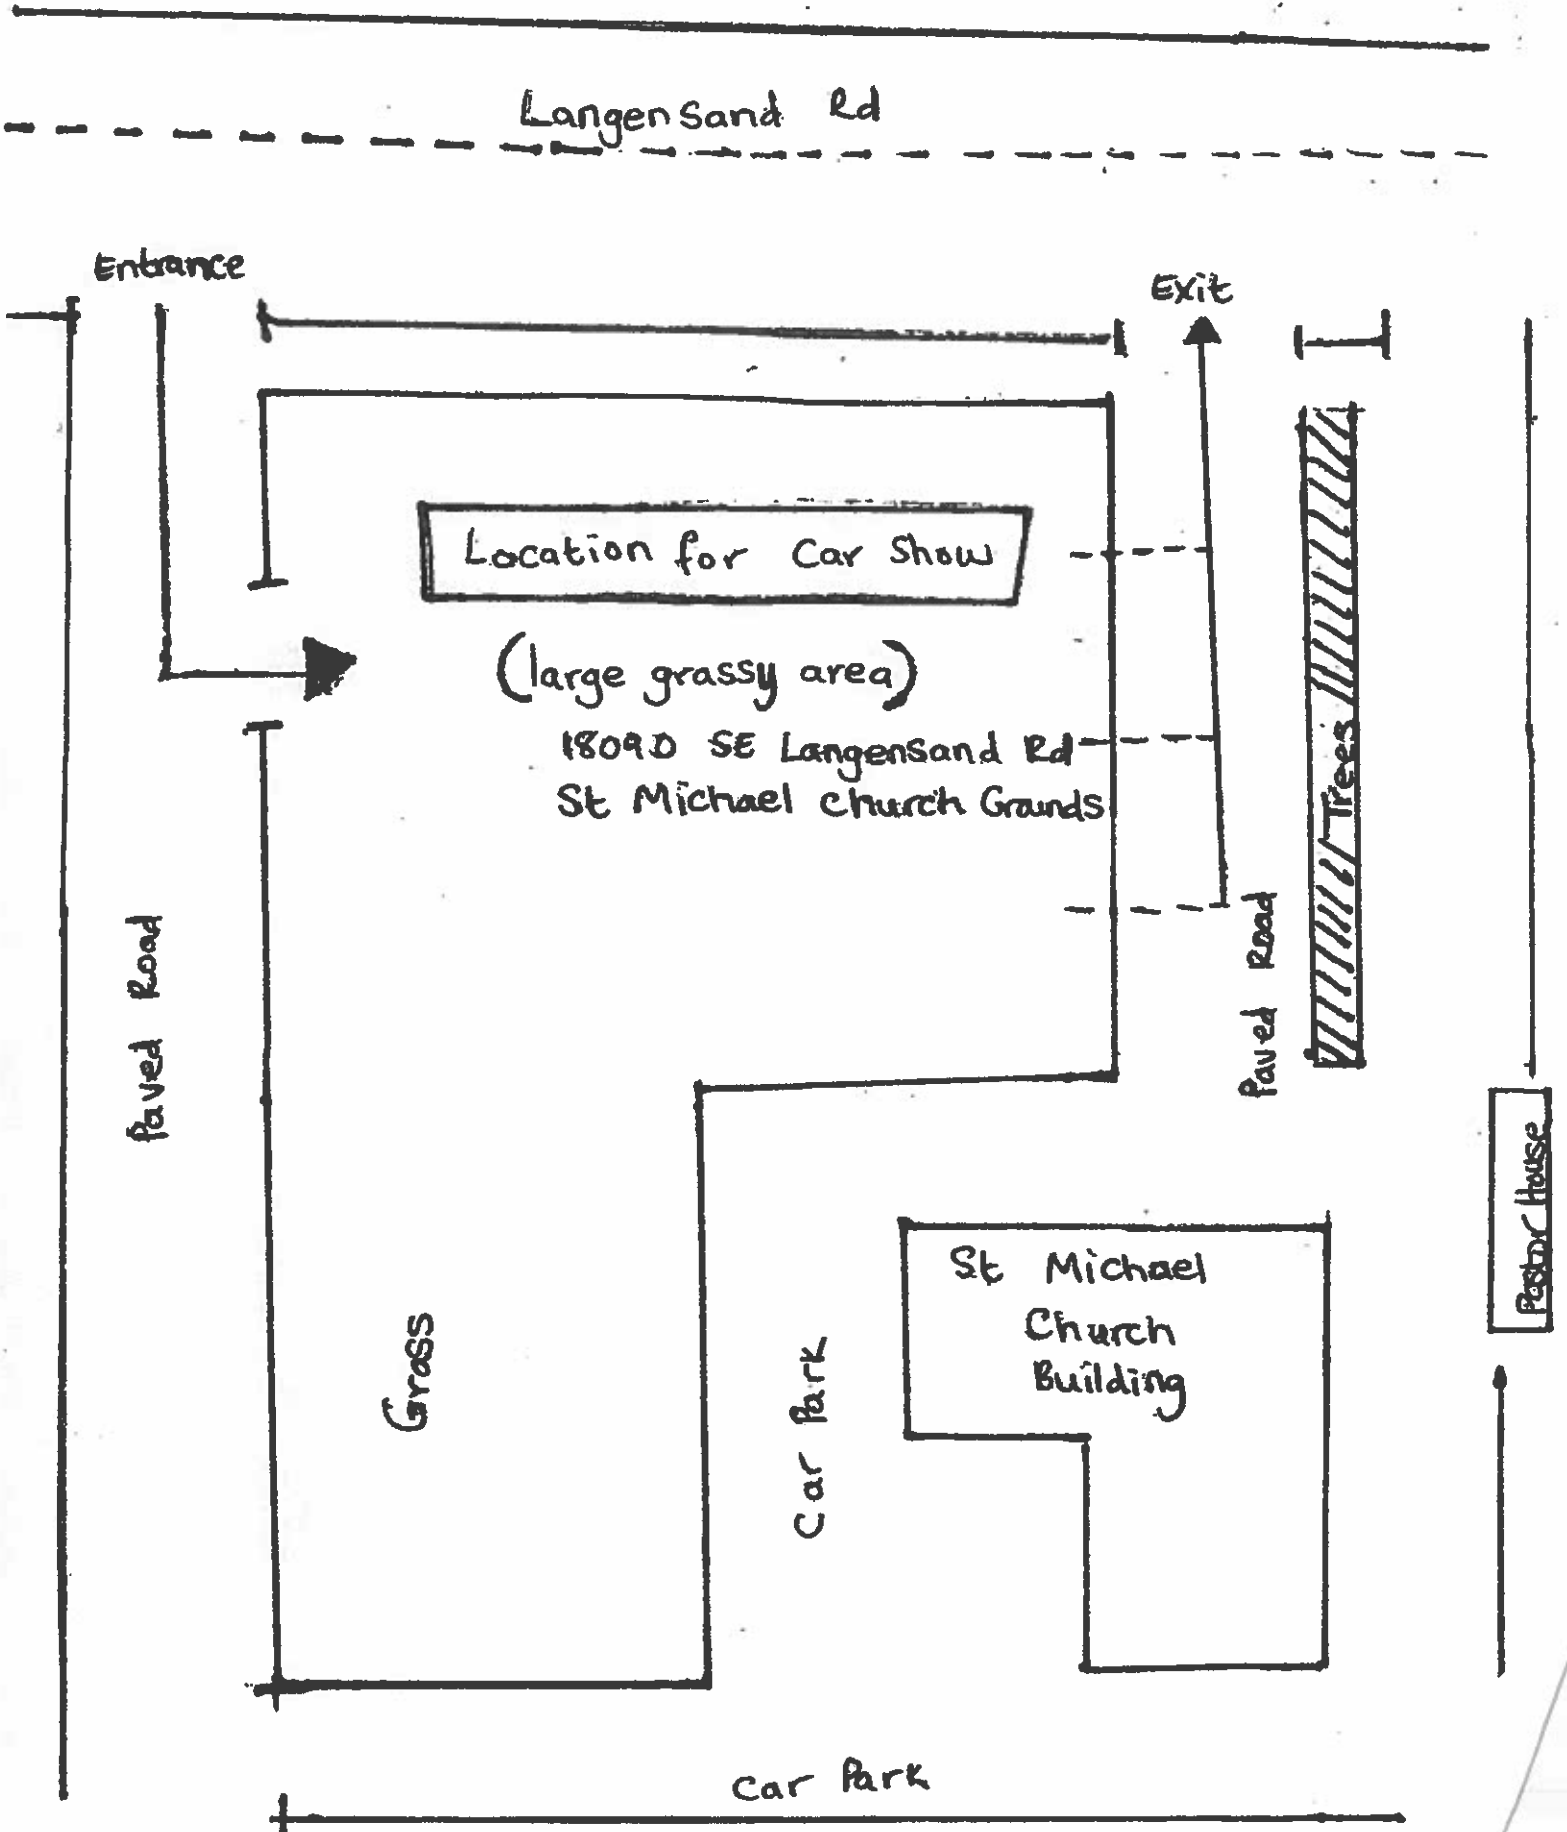 Langensand Rd
Entrance
Exit
Location for Car Show
(large grassy area)
18090 SE Langensand Rd
St Michael Church Grounds
Trees
Paved Road
Paved Road
Pastor House
St Michael
Church
Building
Grass
Car Park
Car Park